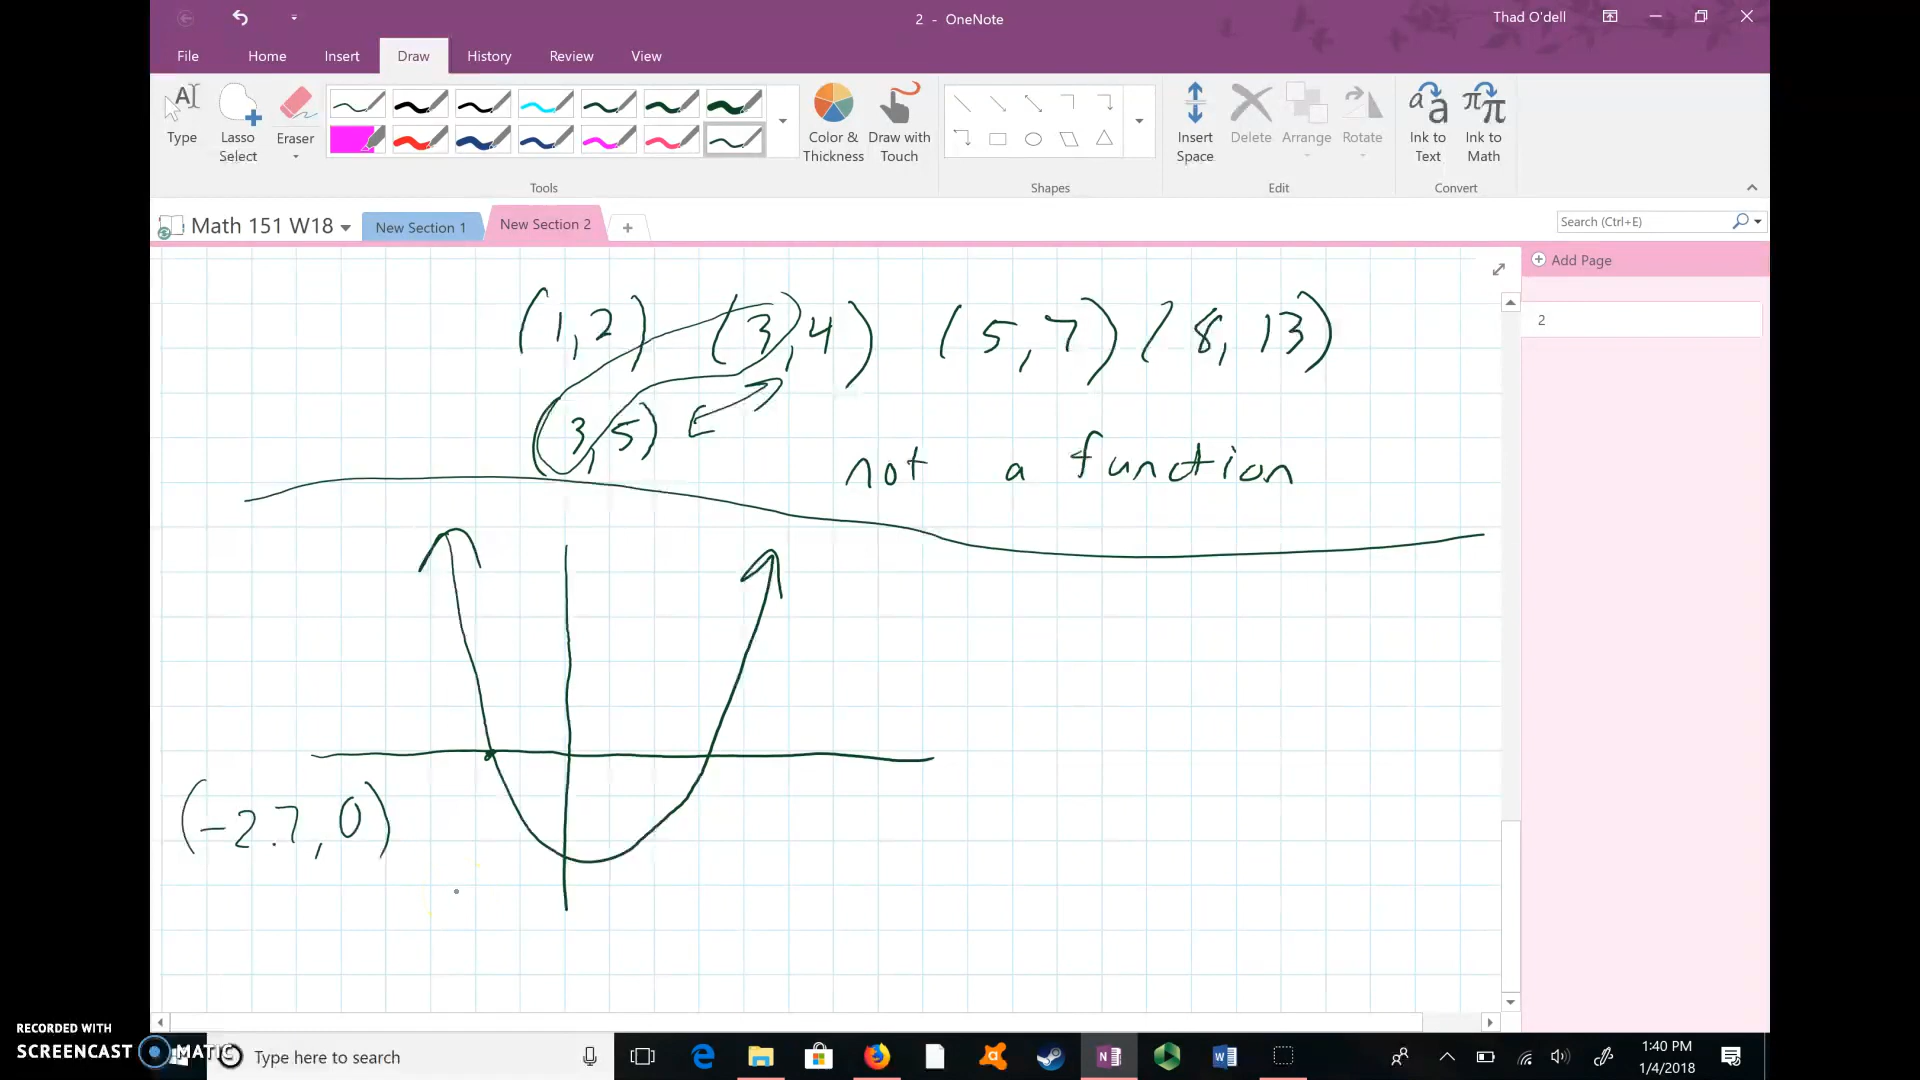 2 - OneNote
Thad O'dell
File Home Insert Draw History Review View
Type
Lasso Select
Eraser
Color & Thickness
Draw with Touch
Insert Space
Delete
Arrange
Rotate
Ink to Text
Ink to Math
Tools
Shapes
Edit
Convert
Math 151 W18
New Section 1
New Section 2
Search (Ctrl+E)
Add Page
2
(1,2) (3,4) (5,7) (8,13)
(3,5)
not a function
(-2.7,0)
RECORDED WITH
SCREENCAST MATIC
Type here to search
1:40 PM
1/4/2018